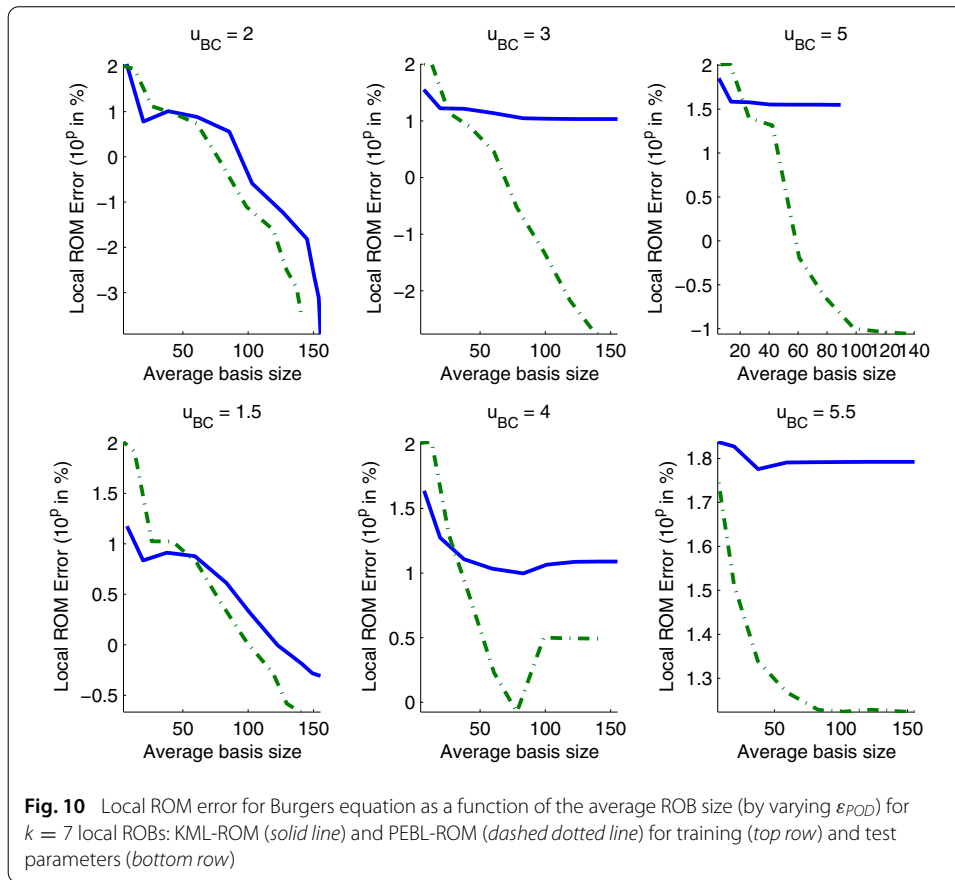 u_BC = 2
2
1
0
−1
−2
−3
50
100
150
Local ROM Error (10^p in %)
Average basis size
u_BC = 3
2
1
0
−1
−2
50
100
150
Local ROM Error (10^p in %)
Average basis size
u_BC = 5
2
1.5
1
0.5
0
−0.5
−1
20
40
60
80
100
120
140
Local ROM Error (10^p in %)
Average basis size
u_BC = 1.5
2
1.5
1
0.5
0
−0.5
50
100
150
Local ROM Error (10^p in %)
Average basis size
u_BC = 4
2
1.5
1
0.5
0
50
100
150
Local ROM Error (10^p in %)
Average basis size
u_BC = 5.5
1.8
1.7
1.6
1.5
1.4
1.3
50
100
150
Local ROM Error (10^p in %)
Average basis size
Fig. 10 Local ROM error for Burgers equation as a function of the average ROB size (by varying ε_POD) for
k = 7 local ROBs: KML-ROM (solid line) and PEBL-ROM (dashed dotted line) for training (top row) and test
parameters (bottom row)